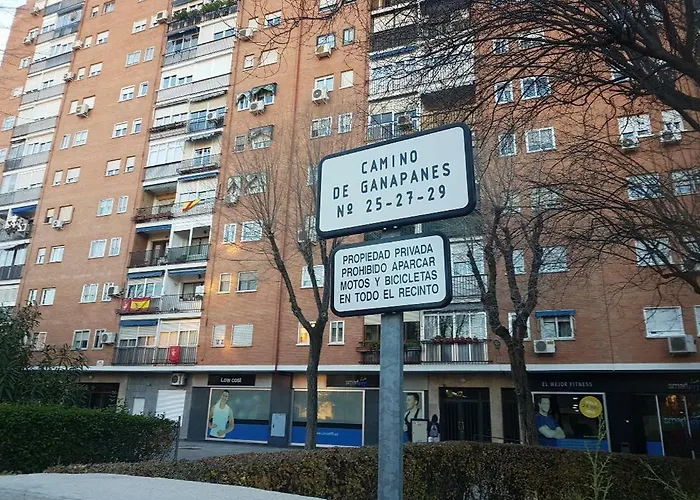 CAMINO
DE GANAPANES
Nº 25-27-29
PROPIEDAD PRIVADA
PROHIBIDO APARCAR
MOTOS Y BICICLETAS
EN TODO EL RECINTO
Low cost
EL MEJOR FITNESS